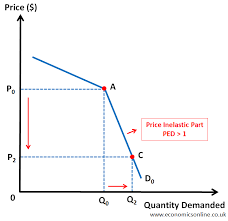 Price ($)
A
P0
Price Inelastic Part
PED > 1
P2
C
D0
0
Q0
Q2
Quantity Demanded
www.economicsonline.co.uk